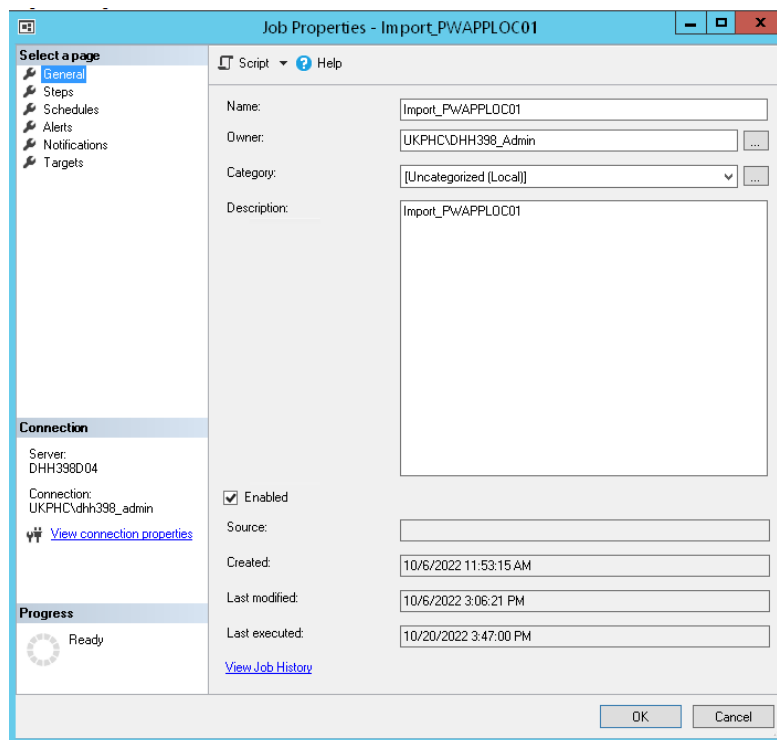 Job Properties - Import_PWAPPLOC01
Select a page
General
Steps
Schedules
Alerts
Notifications
Targets
Script
Help
Name:
Import_PWAPPLOC01
Owner:
UKPHC\DHH398_Admin
...
Category:
[Uncategorized (Local)]
...
Description:
Import_PWAPPLOC01
Connection
Server:
DHH398D04
Connection:
UKPHC\dhh398_admin
View connection properties
Progress
Ready
Enabled
Source:
Created:
10/6/2022 11:53:15 AM
Last modified:
10/6/2022 3:06:21 PM
Last executed:
10/20/2022 3:47:00 PM
View Job History
OK
Cancel